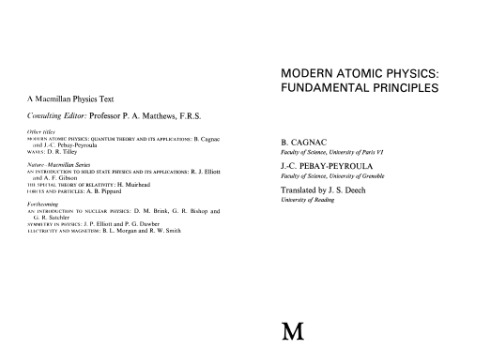 A Macmillan Physics Text
Consulting Editor: Professor P. A. Matthews, F.R.S.
Other titles
MODERN ATOMIC PHYSICS: QUANTUM THEORY AND ITS APPLICATIONS: B. Cagnac
and J.-C. Pebay-Peyroula
WAVES: D. R. Tilley
Nature-Macmillan Series
AN INTRODUCTION TO SOLID STATE PHYSICS AND ITS APPLICATIONS: R. J. Elliott
and A. F. Gibson
THE SPECIAL THEORY OF RELATIVITY: H. Muirhead
FORCES AND PARTICLES: A. B. Pippard
Forthcoming
AN INTRODUCTION TO NUCLEAR PHYSICS: D. M. Brink, G. R. Bishop and
G. R. Satchler
SYMMETRY IN PHYSICS: J. P. Elliott and P. G. Dawber
ELECTRICITY AND MAGNETISM: B. L. Morgan and R. W. Smith
MODERN ATOMIC PHYSICS:
FUNDAMENTAL PRINCIPLES
B. CAGNAC
Faculty of Science, University of Paris VI
J.-C. PEBAY-PEYROULA
Faculty of Science, University of Grenoble
Translated by J. S. Deech
University of Reading
M